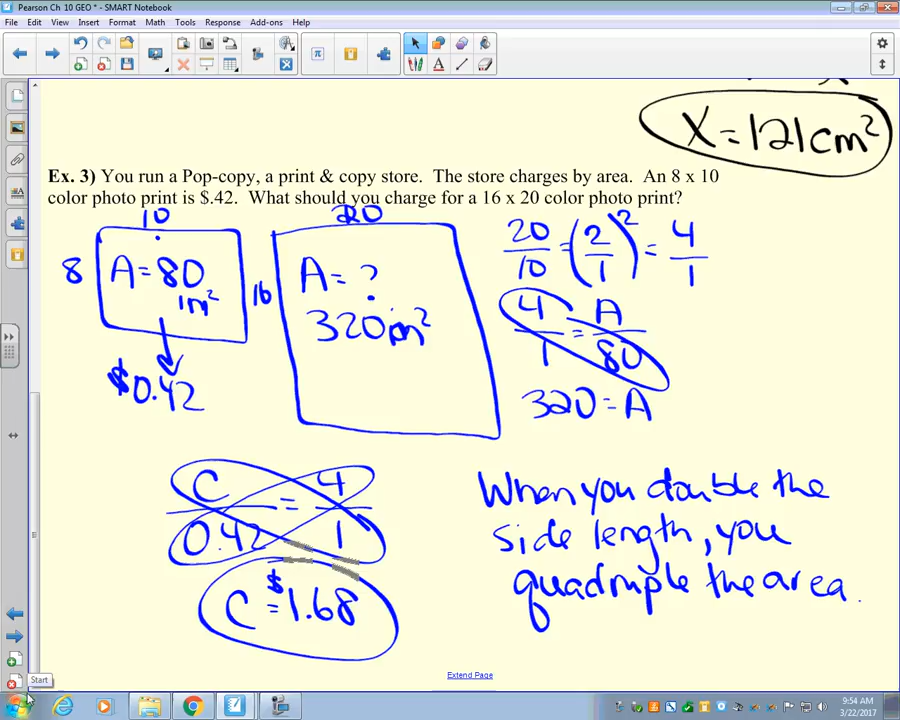 Pearson Ch 10 GEO * - SMART Notebook
File Edit View Insert Format Math Tools Response Add-ons Help
X = 121cm²
Ex. 3) You run a Pop-copy, a print & copy store. The store charges by area. An 8 x 10
color photo print is $.42. What should you charge for a 16 x 20 color photo print?
10
8
A = 80
in²
$0.42
20
16
A = ?
320in²
20/10 = (2/1)² = 4/1
4/1 = A/80
320 = A
C/0.42 = 4/1
C = $1.68
When you double the
side length, you
quadruple the area.
Extend Page
Start
9:54 AM
3/22/2017